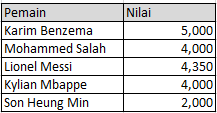 Pemain Nilai
Karim Benzema 5,000
Mohammed Salah 4,000
Lionel Messi 4,350
Kylian Mbappe 4,000
Son Heung Min 2,000